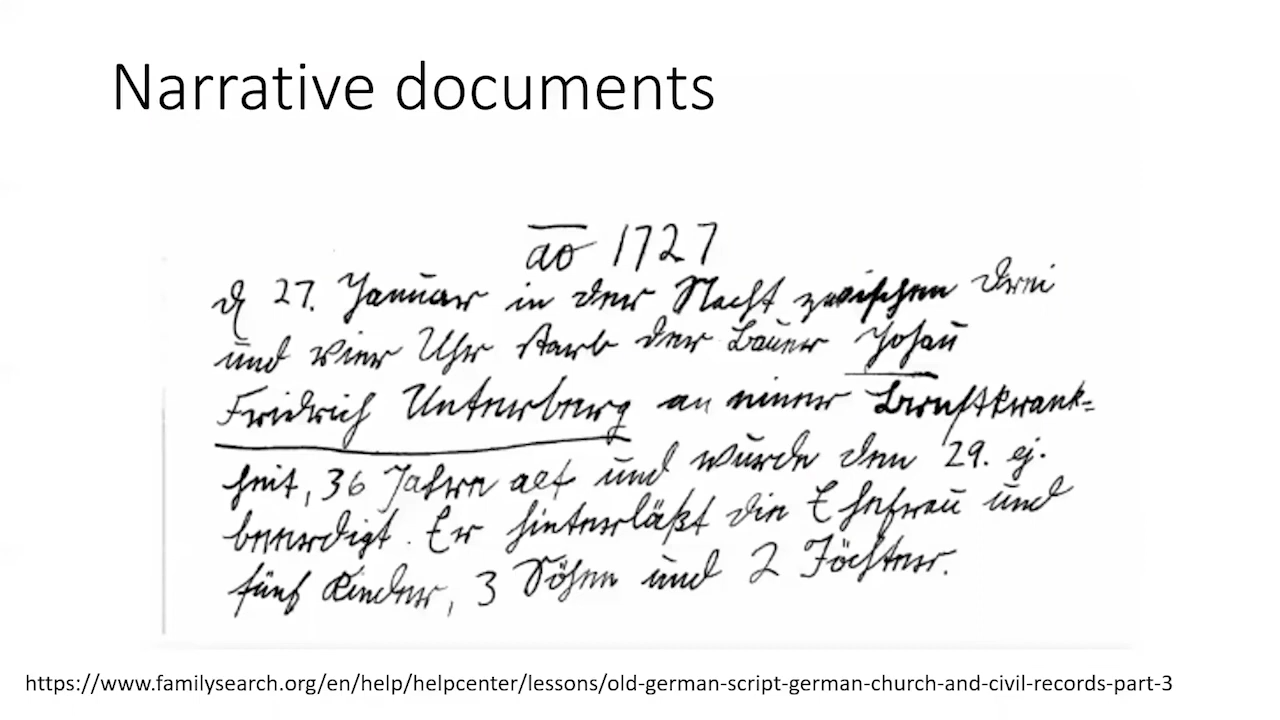 Narrative documents
ao 1727
d 27. Januar in der Nacht zwischen drei
und vier Uhr starb der Bauer Johan̄
Fridrich Unterberg an einer Brustkrank=
heit, 36 Jahre alt und wurde den 29. ej.
beerdigt. Er hinterläßt die Ehefrau und
fünf Kinder, 3 Söhne und 2 Töchter.
https://www.familysearch.org/en/help/helpcenter/lessons/old-german-script-german-church-and-civil-records-part-3